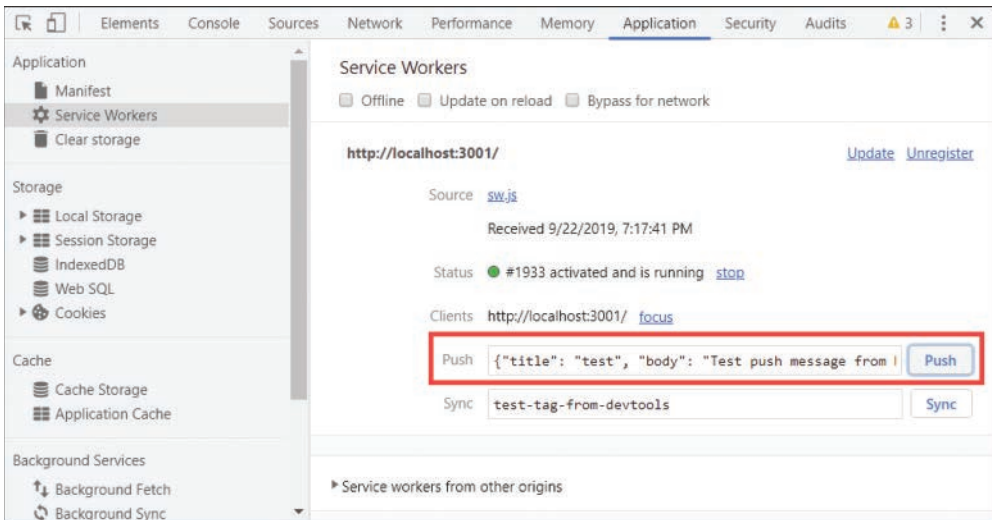 Elements Console Sources Network Performance Memory Application Security Audits 3
Application
Manifest
Service Workers
Clear storage
Storage
Local Storage
Session Storage
IndexedDB
Web SQL
Cookies
Cache
Cache Storage
Application Cache
Background Services
Background Fetch
Background Sync
Service Workers
Offline Update on reload Bypass for network
http://localhost:3001/ Update Unregister
Source sw.js
Received 9/22/2019, 7:17:41 PM
Status #1933 activated and is running stop
Clients http://localhost:3001/ focus
Push {"title": "test", "body": "Test push message from Push
Sync test-tag-from-devtools Sync
Service workers from other origins